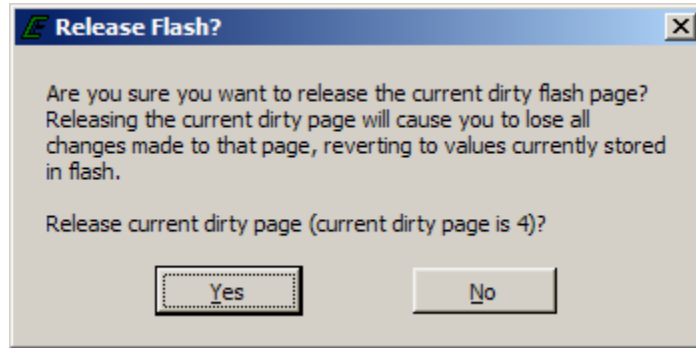 Release Flash?
Are you sure you want to release the current dirty flash page?
Releasing the current dirty page will cause you to lose all
changes made to that page, reverting to values currently stored
in flash.
Release current dirty page (current dirty page is 4)?
Yes
No